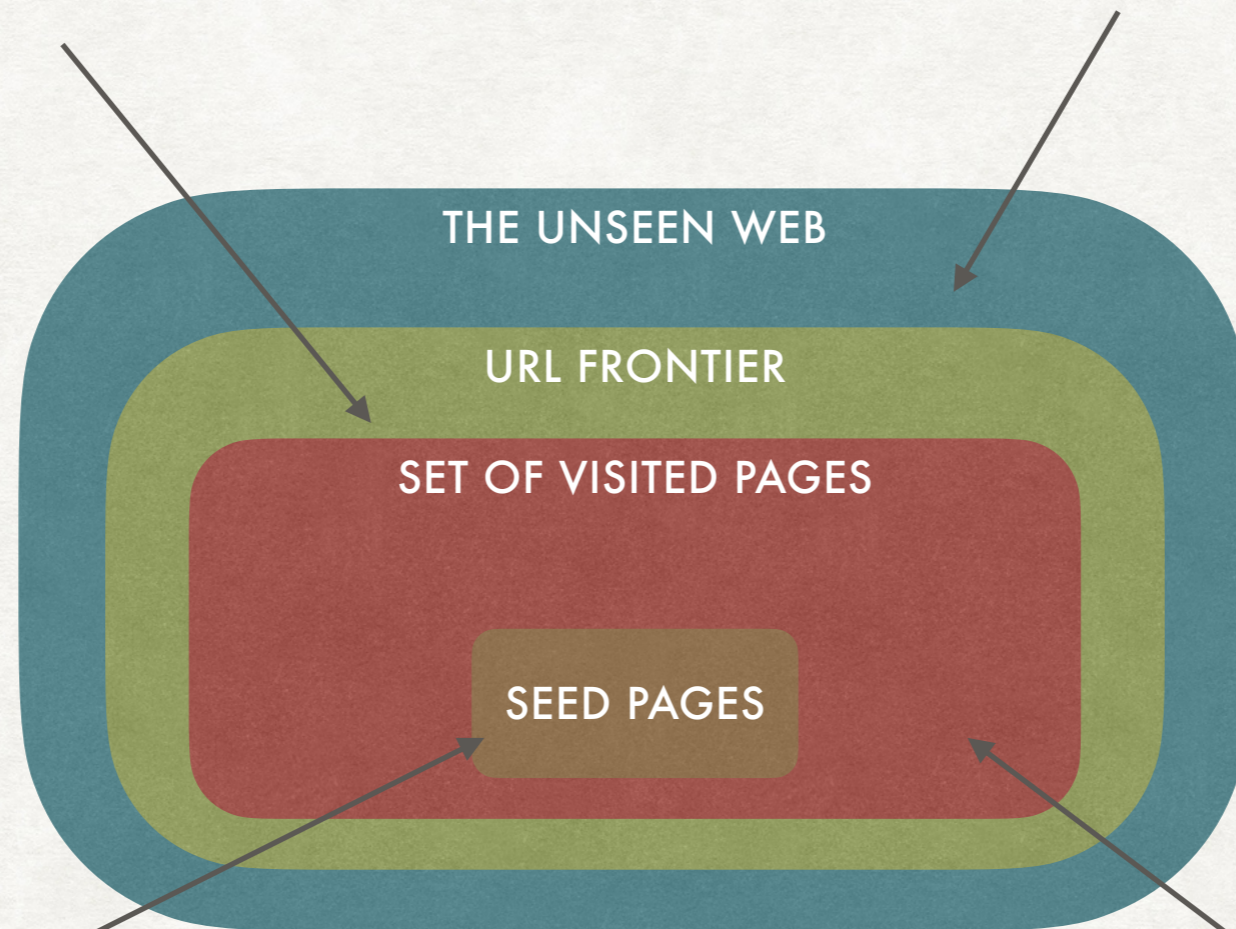 THE UNSEEN WEB
URL FRONTIER
SET OF VISITED PAGES
SEED PAGES